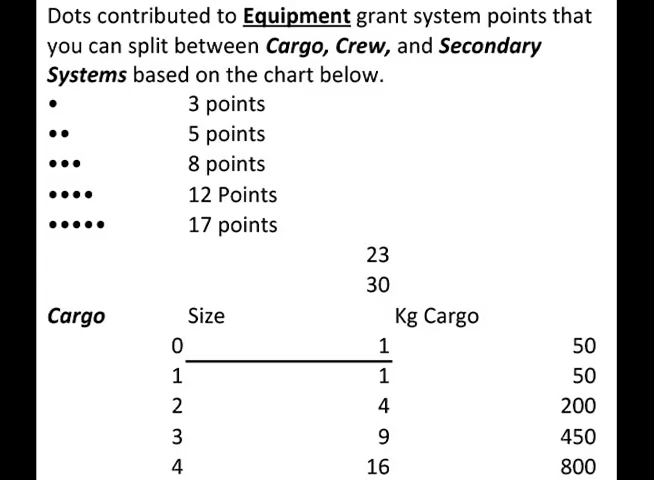 Dots contributed to Equipment grant system points that
you can split between Cargo, Crew, and Secondary
Systems based on the chart below.
• 3 points
•• 5 points
••• 8 points
•••• 12 Points
••••• 17 points
23
30
Cargo Size Kg Cargo
0 1 50
1 1 50
2 4 200
3 9 450
4 16 800